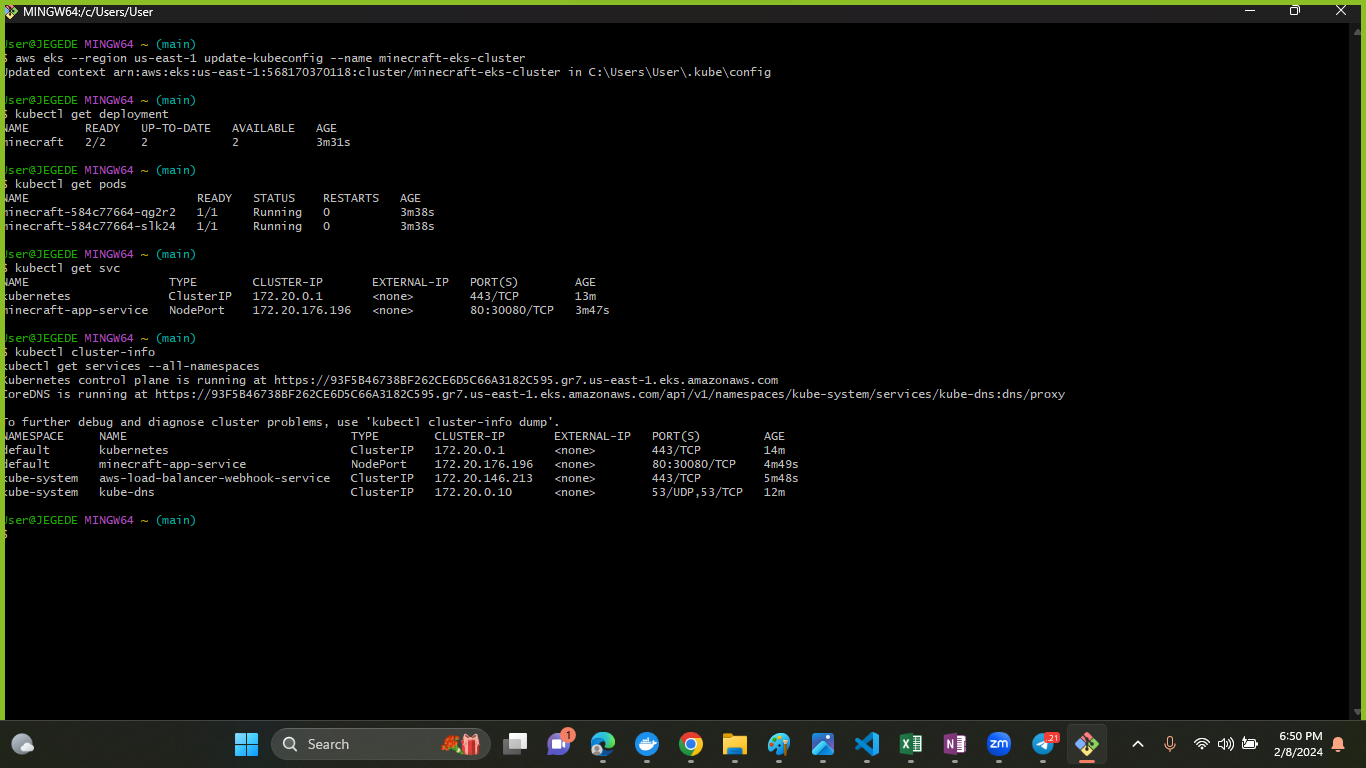 MINGW64:/c/Users/User
User@JEGEDE MINGW64 ~ (main)
$ aws eks --region us-east-1 update-kubeconfig --name minecraft-eks-cluster
Updated context arn:aws:eks:us-east-1:568170370118:cluster/minecraft-eks-cluster in C:\Users\User\.kube\config
User@JEGEDE MINGW64 ~ (main)
$ kubectl get deployment
NAME READY UP-TO-DATE AVAILABLE AGE
minecraft 2/2 2 2 3m31s
User@JEGEDE MINGW64 ~ (main)
$ kubectl get pods
NAME READY STATUS RESTARTS AGE
minecraft-584c77664-qg2r2 1/1 Running 0 3m38s
minecraft-584c77664-slk24 1/1 Running 0 3m38s
User@JEGEDE MINGW64 ~ (main)
$ kubectl get svc
NAME TYPE CLUSTER-IP EXTERNAL-IP PORT(S) AGE
kubernetes ClusterIP 172.20.0.1 <none> 443/TCP 13m
minecraft-app-service NodePort 172.20.176.196 <none> 80:30080/TCP 3m47s
User@JEGEDE MINGW64 ~ (main)
$ kubectl cluster-info
kubectl get services --all-namespaces
Kubernetes control plane is running at https://93F5B46738BF262CE6D5C66A3182C595.gr7.us-east-1.eks.amazonaws.com
CoreDNS is running at https://93F5B46738BF262CE6D5C66A3182C595.gr7.us-east-1.eks.amazonaws.com/api/v1/namespaces/kube-system/services/kube-dns:dns/proxy
To further debug and diagnose cluster problems, use 'kubectl cluster-info dump'.
NAMESPACE NAME TYPE CLUSTER-IP EXTERNAL-IP PORT(S) AGE
default kubernetes ClusterIP 172.20.0.1 <none> 443/TCP 14m
default minecraft-app-service NodePort 172.20.176.196 <none> 80:30080/TCP 4m49s
kube-system aws-load-balancer-webhook-service ClusterIP 172.20.146.213 <none> 443/TCP 5m48s
kube-system kube-dns ClusterIP 172.20.0.10 <none> 53/UDP,53/TCP 12m
User@JEGEDE MINGW64 ~ (main)
$
Search
1
zm
21
6:50 PM
2/8/2024